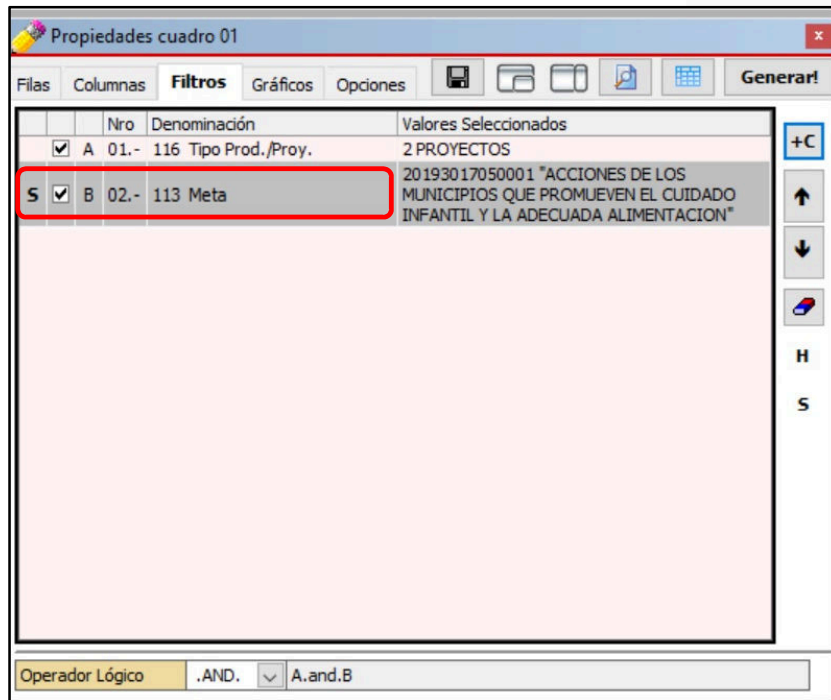 Propiedades cuadro 01
x
Filas Columnas Filtros Gráficos Opciones Generar!
Nro Denominación Valores Seleccionados
A 01.- 116 Tipo Prod./Proy. 2 PROYECTOS
S B 02.- 113 Meta 20193017050001 "ACCIONES DE LOS
MUNICIPIOS QUE PROMUEVEN EL CUIDADO
INFANTIL Y LA ADECUADA ALIMENTACION"
+C
H
S
Operador Lógico .AND. A.and.B